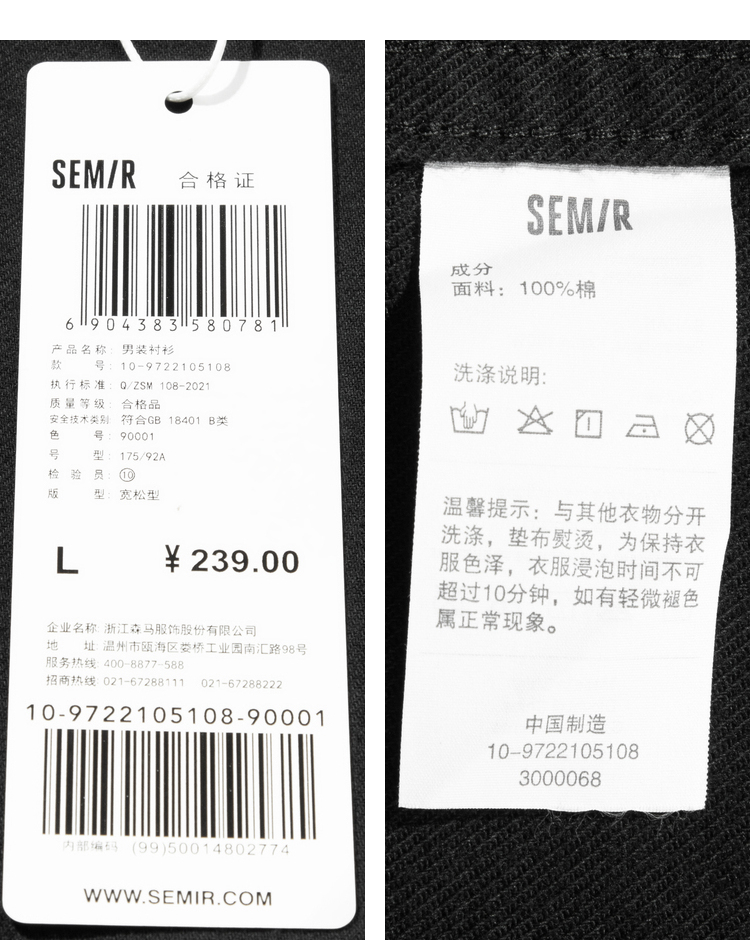 SEMIR 合格证
6 904383 580781
产品名称: 男装衬衫
款 号: 10-9722105108
执行标准: Q/ZSM 108-2021
质量等级: 合格品
安全技术类别: 符合GB 18401 B类
色 号: 90001
号 型: 175/92A
检 验 员: 10
版 型: 宽松型
L ¥239.00
企业名称: 浙江森马服饰股份有限公司
地 址: 温州市瓯海区娄桥工业园南汇路98号
服务热线: 400-8877-588
招商热线: 021-67288111 021-67288222
10-9722105108-90001
内部编码 (99)50014802774
WWW.SEMIR.COM
SEMIR
成分
面料: 100%棉
洗涤说明:
温馨提示: 与其他衣物分开
洗涤, 垫布熨烫, 为保持衣
服色泽, 衣服浸泡时间不可
超过10分钟, 如有轻微褪色
属正常现象。
中国制造
10-9722105108
3000068